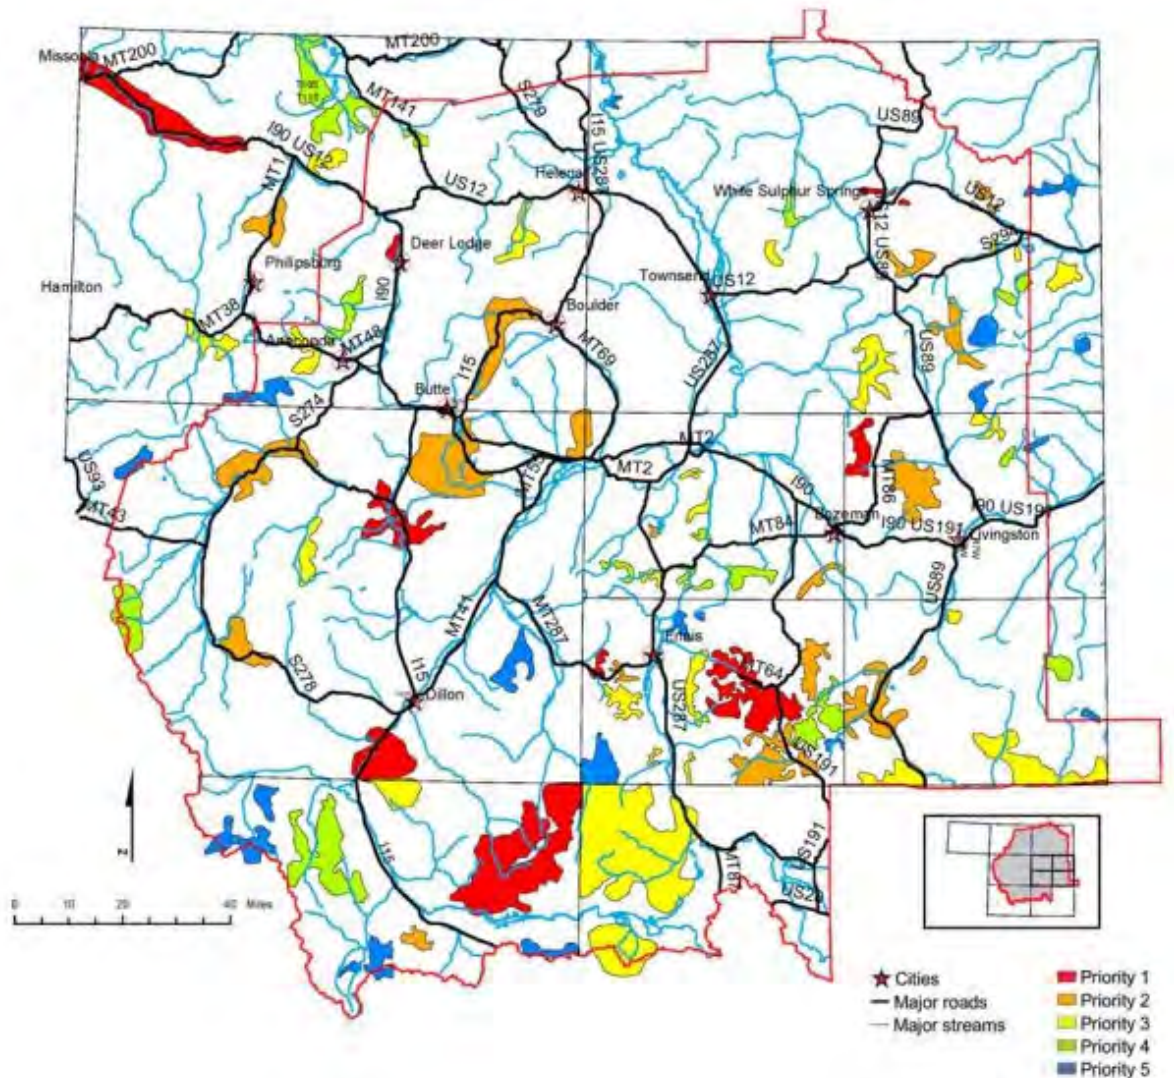 MT200
Missoula
MT200
MT141
S279
I15 US287
US89
I90 US12
MT1
US12
Helena
White Sulphur Springs
US12
S294
12 US89
Deer Lodge
Philipsburg
Hamilton
I90
Townsend
US12
Boulder
MT38
Anaconda
MT48
MT69
I15
US287
US89
Butte
S274
MT2
US93
MT2
I90
MT86
MT43
MT84
Bozeman
I90 US191
I90 US191
Livingston
US89
MT41
MT287
Ennis
MT64
S278
I15
Dillon
US287
US191
I15
US191
MT87
N
0 10 20 40 Miles
Cities
Major roads
Major streams
Priority 1
Priority 2
Priority 3
Priority 4
Priority 5